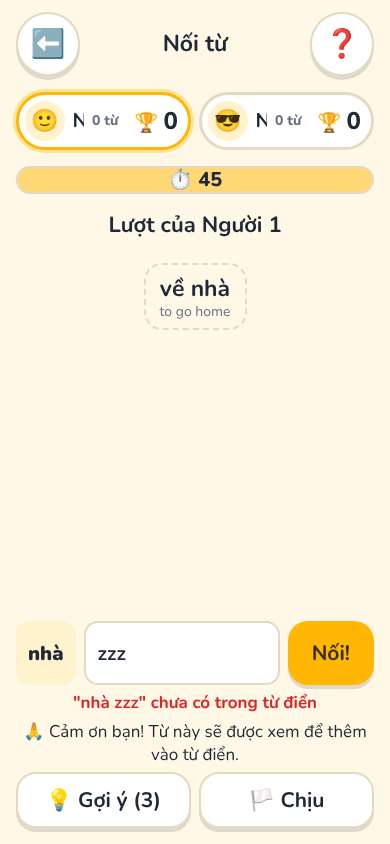 Nối từ
N 0 từ 0
N 0 từ 0
45
Lượt của Người 1
về nhà
to go home
nhà
zzz
Nối!
"nhà zzz" chưa có trong từ điển
Cảm ơn bạn! Từ này sẽ được xem để thêm
vào từ điển.
Gợi ý (3)
Chịu